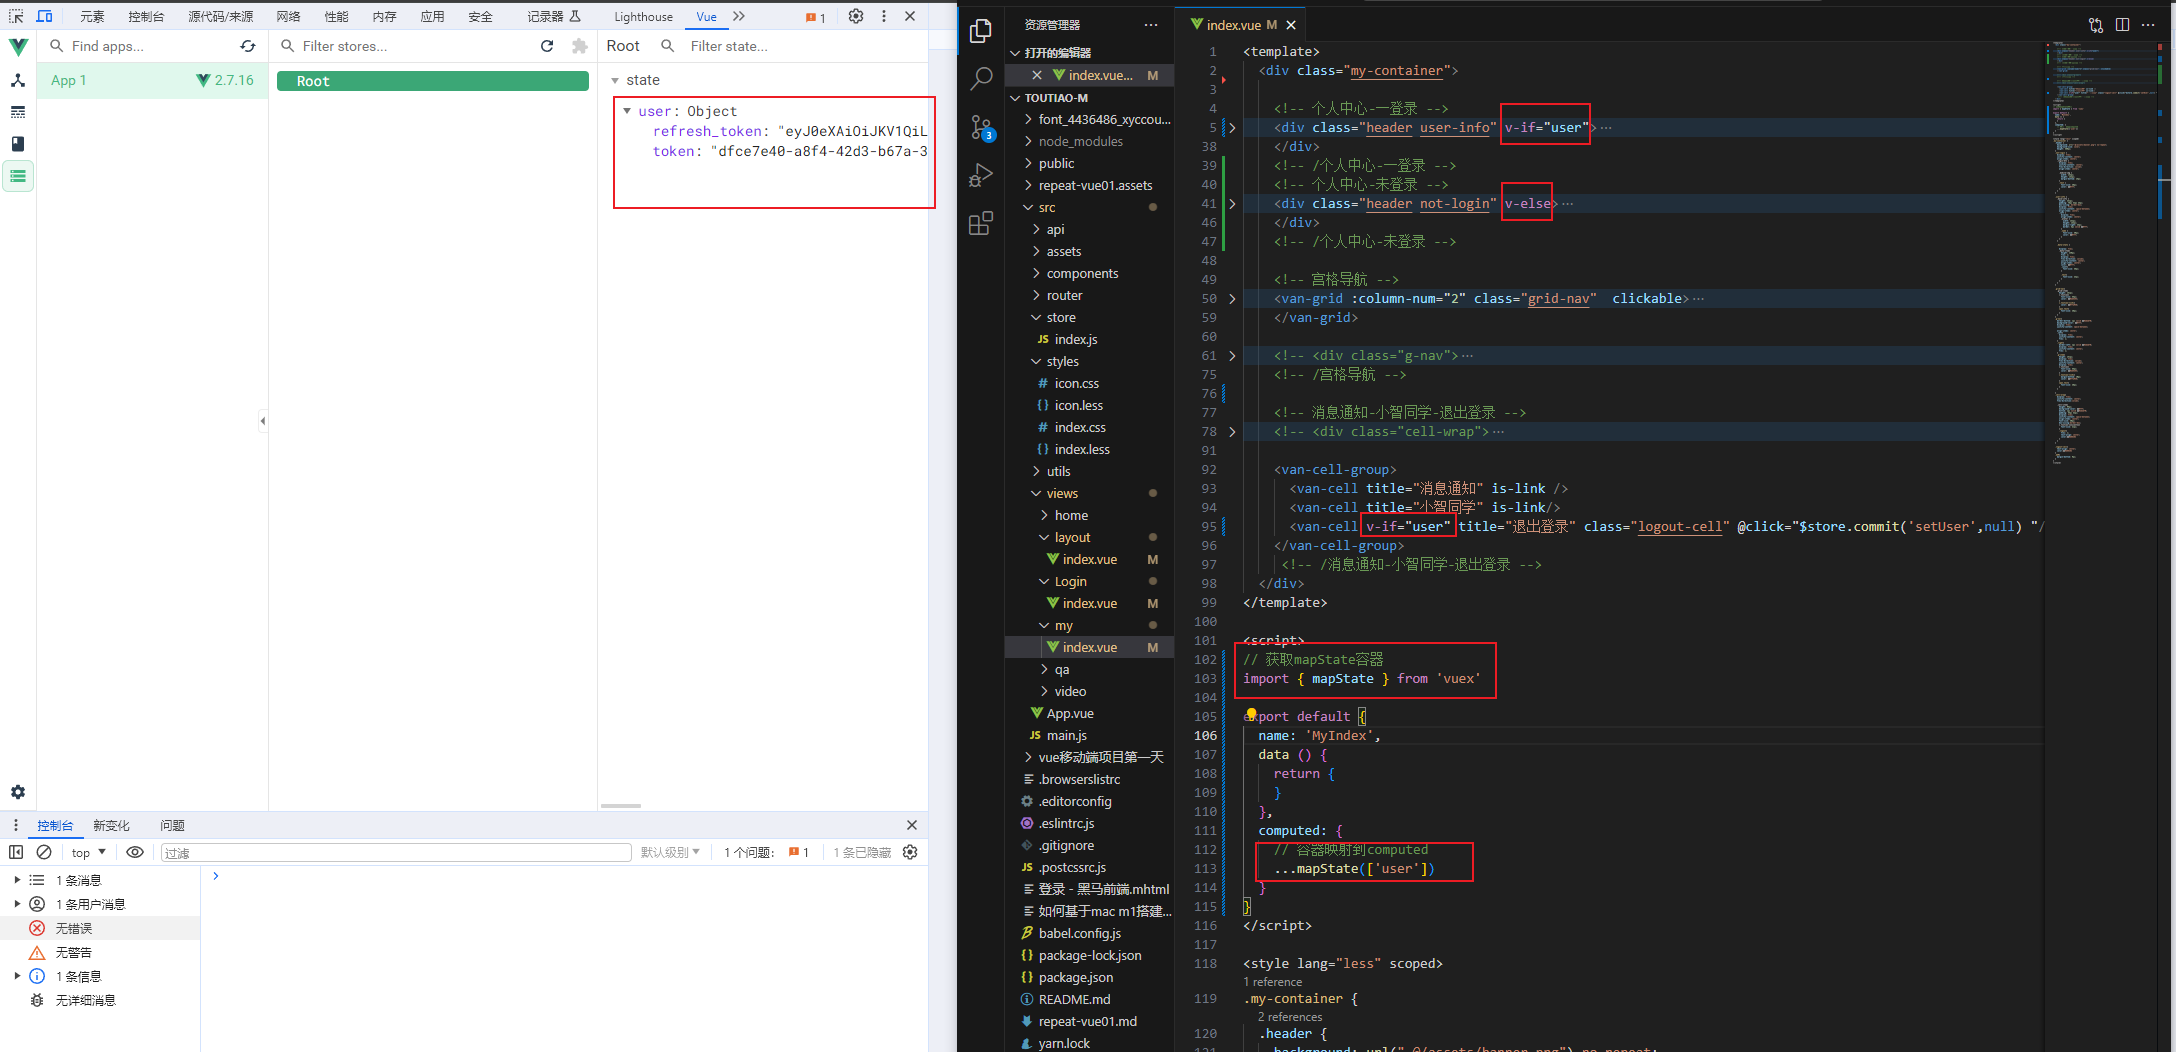 元素 控制台 源代码/来源 网络 性能 内存 应用 安全 记录器 Lighthouse Vue 1
Find apps...
Filter stores...
Root Filter state...
App 1 2.7.16
Root
state
user: Object
refresh_token: "eyJ0eXAiOiJKV1QiL
token: "dfce7e40-a8f4-42d3-b67a-3
控制台 新变化 问题
top 过滤 默认级别 1 个问题: 1 1 条已隐藏
1 条消息
1 条用户消息
无错误
无警告
1 条信息
无详细消息
3
资源管理器
打开的编辑器
index.vue... M
TOUTIAO-M
font_4436486_xyccou...
node_modules
public
repeat-vue01.assets
src
api
assets
components
router
store
JS index.js
styles
# icon.css
{} icon.less
# index.css
{} index.less
utils
views
home
layout
index.vue M
Login
index.vue M
my
index.vue M
qa
video
App.vue
JS main.js
vue移动端项目第一天
.browserslistrc
.editorconfig
.eslintrc.js
.gitignore
JS .postcssrc.js
登录 - 黑马前端.mhtml
如何基于mac m1搭建...
babel.config.js
{} package-lock.json
{} package.json
README.md
repeat-vue01.md
yarn.lock
index.vue M
1 <template>
2 <div class="my-container">
3
4 <!-- 个人中心-一登录 -->
5 <div class="header user-info" v-if="user">…
38 </div>
39 <!-- /个人中心-一登录 -->
40 <!-- 个人中心-未登录 -->
41 <div class="header not-login" v-else>…
46 </div>
47 <!-- /个人中心-未登录 -->
48
49 <!-- 宫格导航 -->
50 <van-grid :column-num="2" class="grid-nav"  clickable>…
59 </van-grid>
60
61 <!-- <div class="g-nav">…
75 <!-- /宫格导航 -->
76
77 <!-- 消息通知-小智同学-退出登录 -->
78 <!-- <div class="cell-wrap">…
91
92 <van-cell-group>
93 <van-cell title="消息通知" is-link />
94 <van-cell title="小智同学" is-link/>
95 <van-cell v-if="user" title="退出登录" class="logout-cell" @click="$store.commit('setUser',null) "/
96 </van-cell-group>
97 <!-- /消息通知-小智同学-退出登录 -->
98 </div>
99 </template>
100
101 <script>
102 // 获取mapState容器
103 import { mapState } from 'vuex'
104
105 export default {
106 name: 'MyIndex',
107 data () {
108 return {
109 }
110 },
111 computed: {
112 // 容器映射到computed
113 ...mapState(['user'])
114 }
115 }
116 </script>
117
118 <style lang="less" scoped>
1 reference
119 .my-container {
2 references
120 .header {